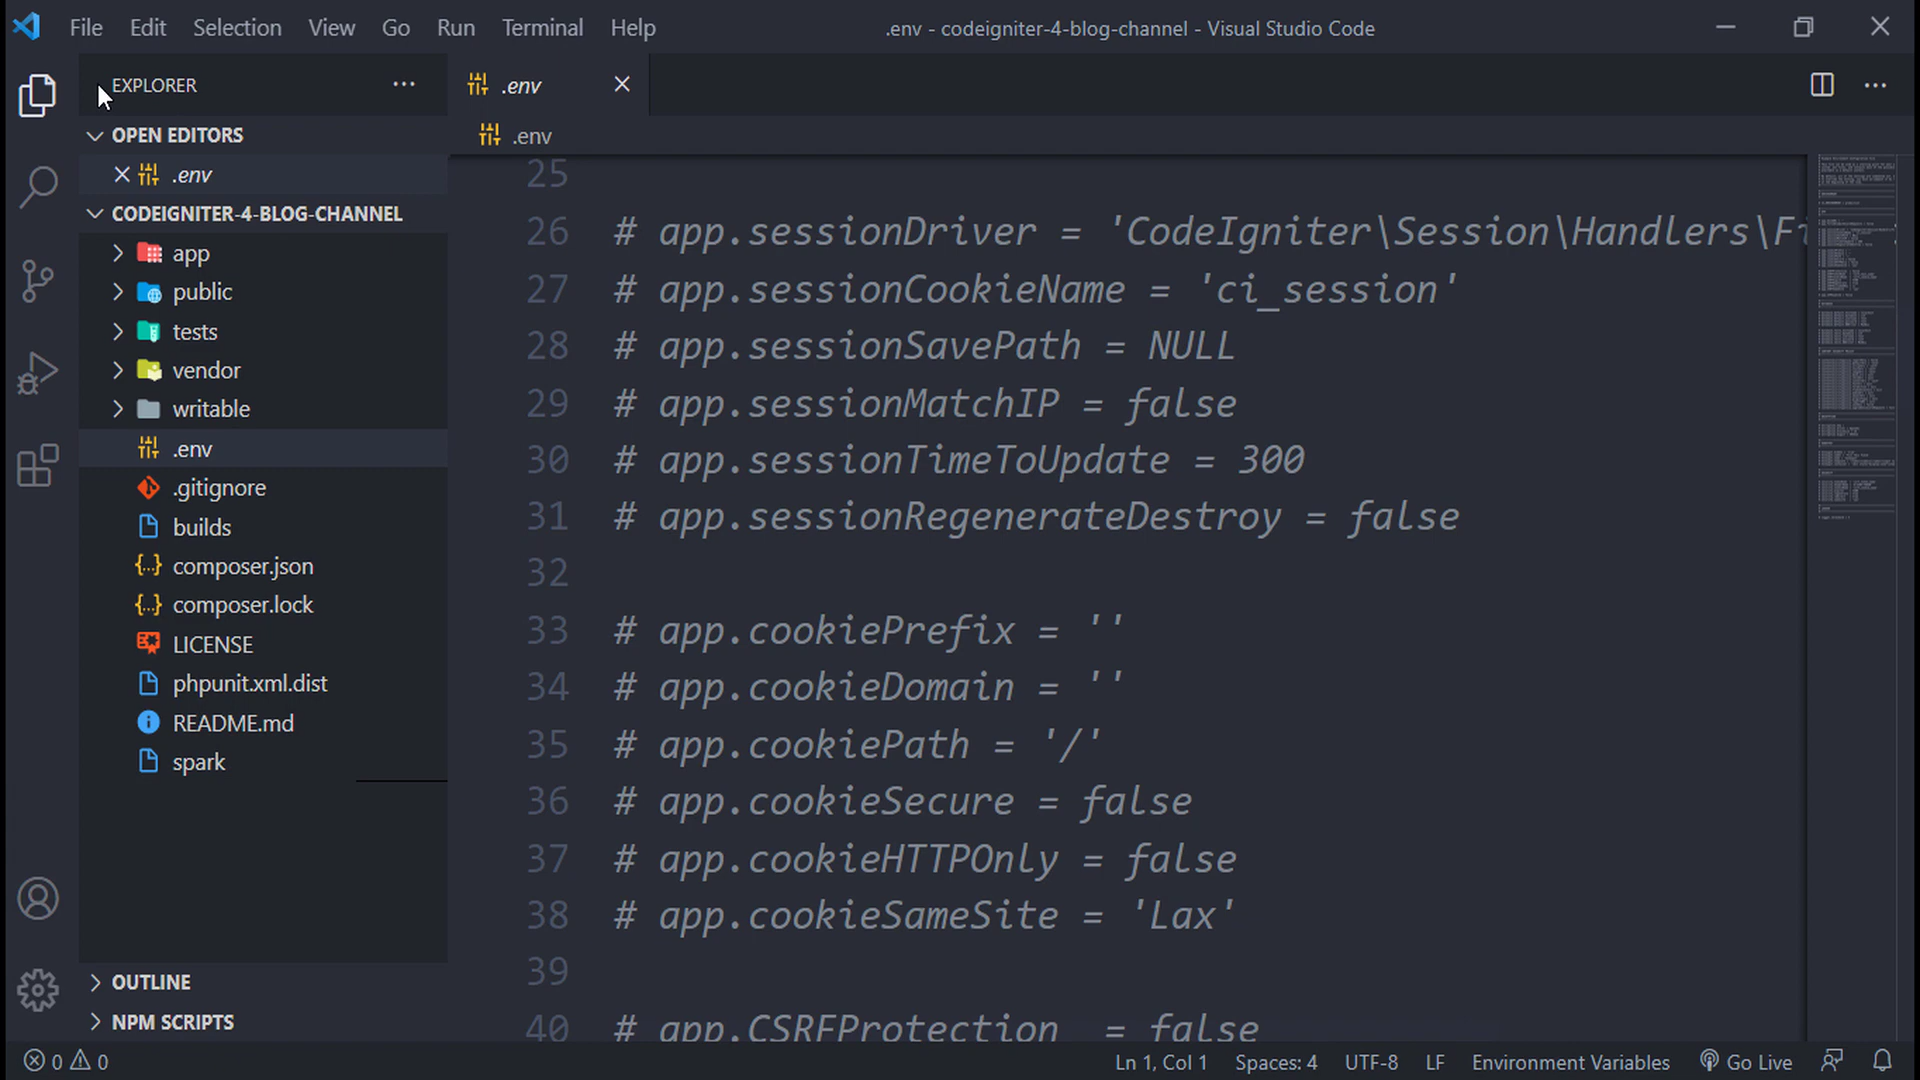 File Edit Selection View Go Run Terminal Help
.env - codeigniter-4-blog-channel - Visual Studio Code
EXPLORER
.env
OPEN EDITORS
.env
.env
CODEIGNITER-4-BLOG-CHANNEL
app
public
tests
vendor
writable
.env
.gitignore
builds
composer.json
composer.lock
LICENSE
phpunit.xml.dist
README.md
spark
OUTLINE
NPM SCRIPTS
25
26 # app.sessionDriver = 'CodeIgniter\Session\Handlers\Fi
27 # app.sessionCookieName = 'ci_session'
28 # app.sessionSavePath = NULL
29 # app.sessionMatchIP = false
30 # app.sessionTimeToUpdate = 300
31 # app.sessionRegenerateDestroy = false
32
33 # app.cookiePrefix = ''
34 # app.cookieDomain = ''
35 # app.cookiePath = '/'
36 # app.cookieSecure = false
37 # app.cookieHTTPOnly = false
38 # app.cookieSameSite = 'Lax'
39
40 # app.CSRFProtection  = false
0 0
Ln 1, Col 1 Spaces: 4 UTF-8 LF Environment Variables Go Live